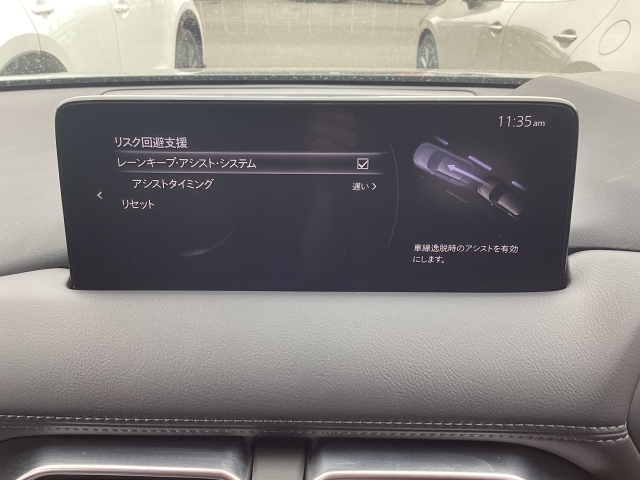 11:35am
リスク回避支援
レーンキープ・アシスト・システム
アシストタイミング 遅い
リセット
車線逸脱時のアシストを有効
にします。